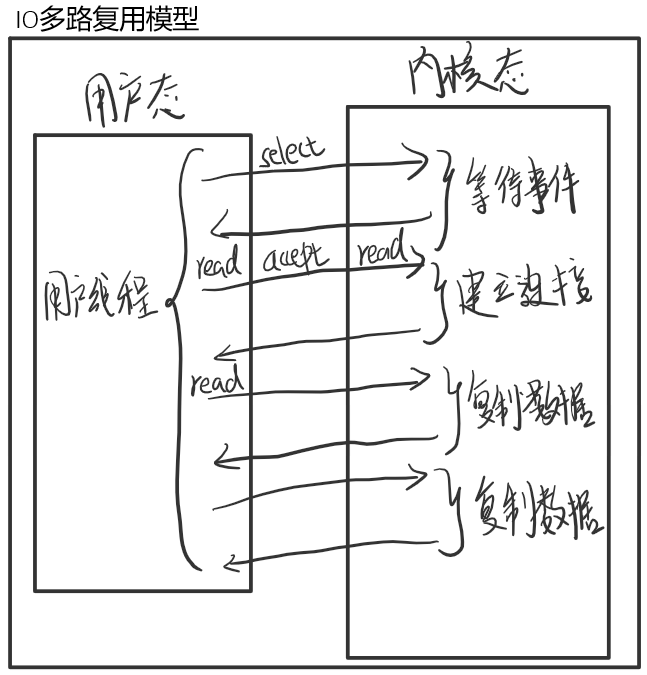 IO多路复用模型
用户态
内核态
select
等待事件
read accept read
建立连接
用户线程
read
复制数据
复制数据